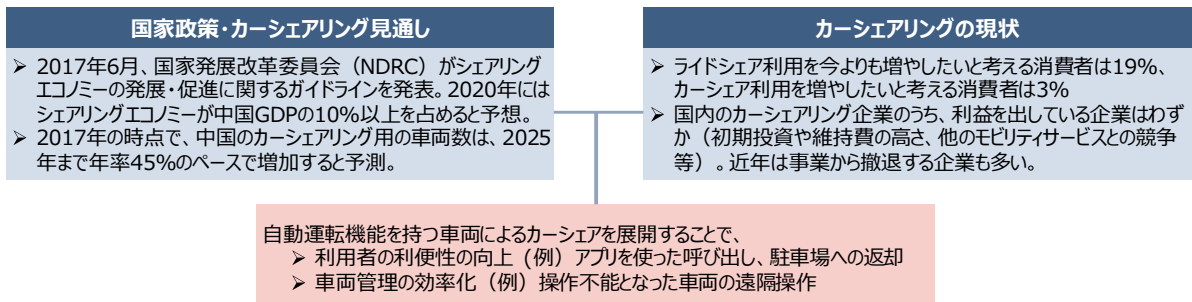 国家政策・カーシェアリング見通し
➢ 2017年6月、国家発展改革委員会（NDRC）がシェアリング
エコノミーの発展・促進に関するガイドラインを発表。2020年には
シェアリングエコノミーが中国GDPの10%以上を占めると予想。
➢ 2017年の時点で、中国のカーシェアリング用の車両数は、2025
年まで年率45%のペースで増加すると予測。
カーシェアリングの現状
➢ ライドシェア利用を今よりも増やしたいと考える消費者は19%、
カーシェア利用を増やしたいと考える消費者は3%
➢ 国内のカーシェアリング企業のうち、利益を出している企業はわず
か（初期投資や維持費の高さ、他のモビリティサービスとの競争
等）。近年は事業から撤退する企業も多い。
自動運転機能を持つ車両によるカーシェアを展開することで、
➢ 利用者の利便性の向上（例）アプリを使った呼び出し、駐車場への返却
➢ 車両管理の効率化（例）操作不能となった車両の遠隔操作